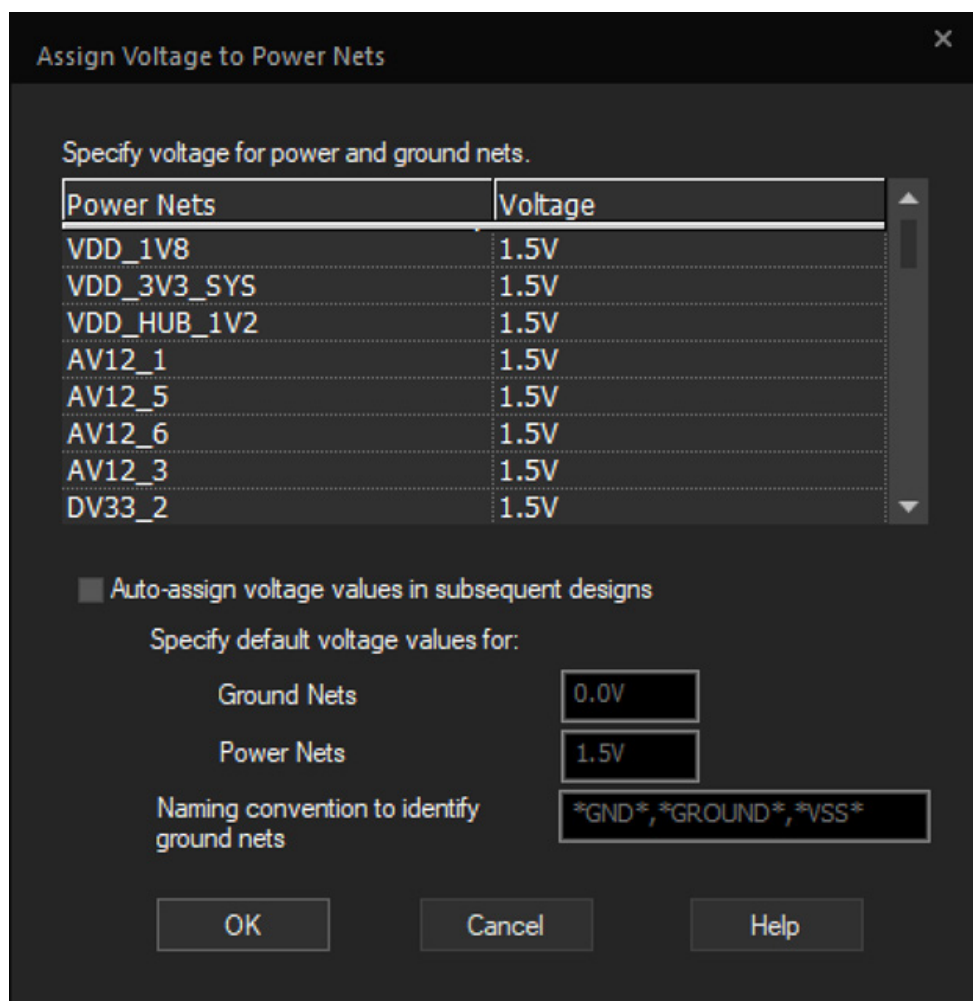 Assign Voltage to Power Nets
Specify voltage for power and ground nets.
Power Nets Voltage
VDD_1V8 1.5V
VDD_3V3_SYS 1.5V
VDD_HUB_1V2 1.5V
AV12_1 1.5V
AV12_5 1.5V
AV12_6 1.5V
AV12_3 1.5V
DV33_2 1.5V
Auto-assign voltage values in subsequent designs
Specify default voltage values for:
Ground Nets 0.0V
Power Nets 1.5V
Naming convention to identify
ground nets
*GND*,*GROUND*,*VSS*
OK Cancel Help